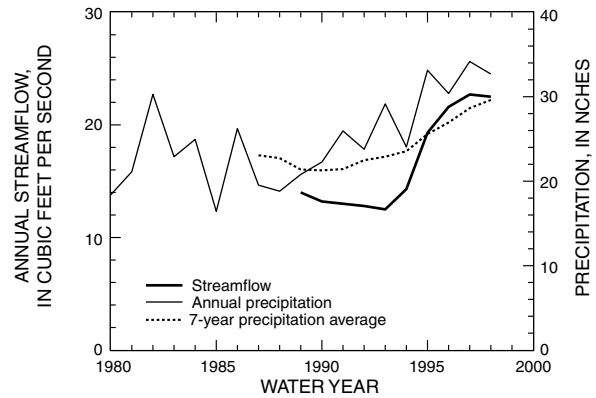 ANNUAL STREAMFLOW,
IN CUBIC FEET PER SECOND
30
20
10
0
Streamflow
Annual precipitation
7-year precipitation average
40
30
20
10
0
PRECIPITATION, IN NCHES
1980 1985 1990 1995 2000
WATER YEAR